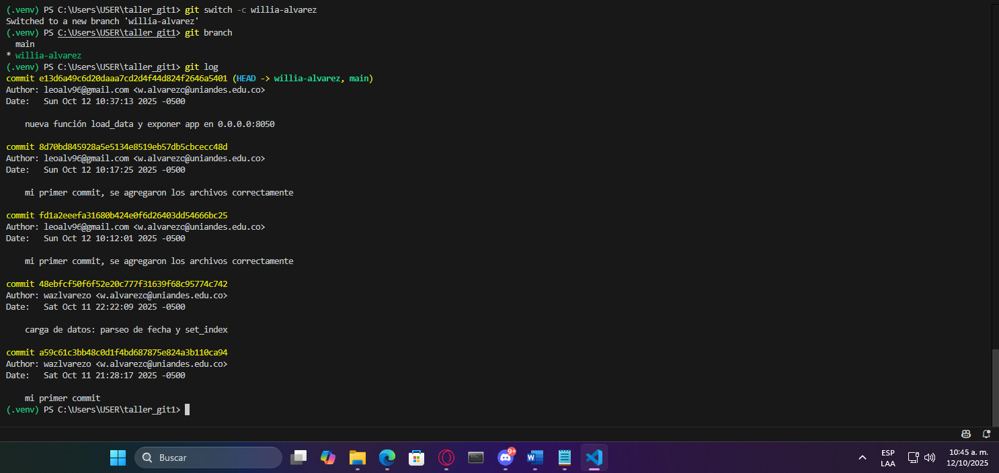 (.venv) PS C:\Users\USER\taller_git1> git switch -c willia-alvarez
Switched to a new branch 'willia-alvarez'
(.venv) PS C:\Users\USER\taller_git1> git branch
  main
* willia-alvarez
(.venv) PS C:\Users\USER\taller_git1> git log
commit e13d6a49c6d20daaa7cd2d4f44d824f2646a5401 (HEAD -> willia-alvarez, main)
Author: leoalv96@gmail.com <w.alvarezo@uniandes.edu.co>
Date:   Sun Oct 12 10:37:13 2025 -0500
    nueva función load_data y exponer app en 0.0.0.0:8050
commit 8d70bd845928a5e5134e8519eb57db5cbcecc48d
Author: leoalv96@gmail.com <w.alvarezo@uniandes.edu.co>
Date:   Sun Oct 12 10:17:25 2025 -0500
    mi primer commit, se agregaron los archivos correctamente
commit fd1a2eeefa31680b424e0f6d26403dd54666bc25
Author: leoalv96@gmail.com <w.alvarezo@uniandes.edu.co>
Date:   Sun Oct 12 10:12:01 2025 -0500
    mi primer commit, se agregaron los archivos correctamente
commit 48ebfcf50f6f52e20c777f31639f68c95774c742
Author: wazlvarezo <w.alvarezo@uniandes.edu.co>
Date:   Sat Oct 11 22:22:09 2025 -0500
    carga de datos: parseo de fecha y set_index
commit a59c61c3bb48c0d1f4bd687875e824a3b110ca94
Author: wazlvarezo <w.alvarezo@uniandes.edu.co>
Date:   Sat Oct 11 21:28:17 2025 -0500
    mi primer commit
(.venv) PS C:\Users\USER\taller_git1>
Buscar
9+
W
ESP
LAA
10:45 a. m.
12/10/2025